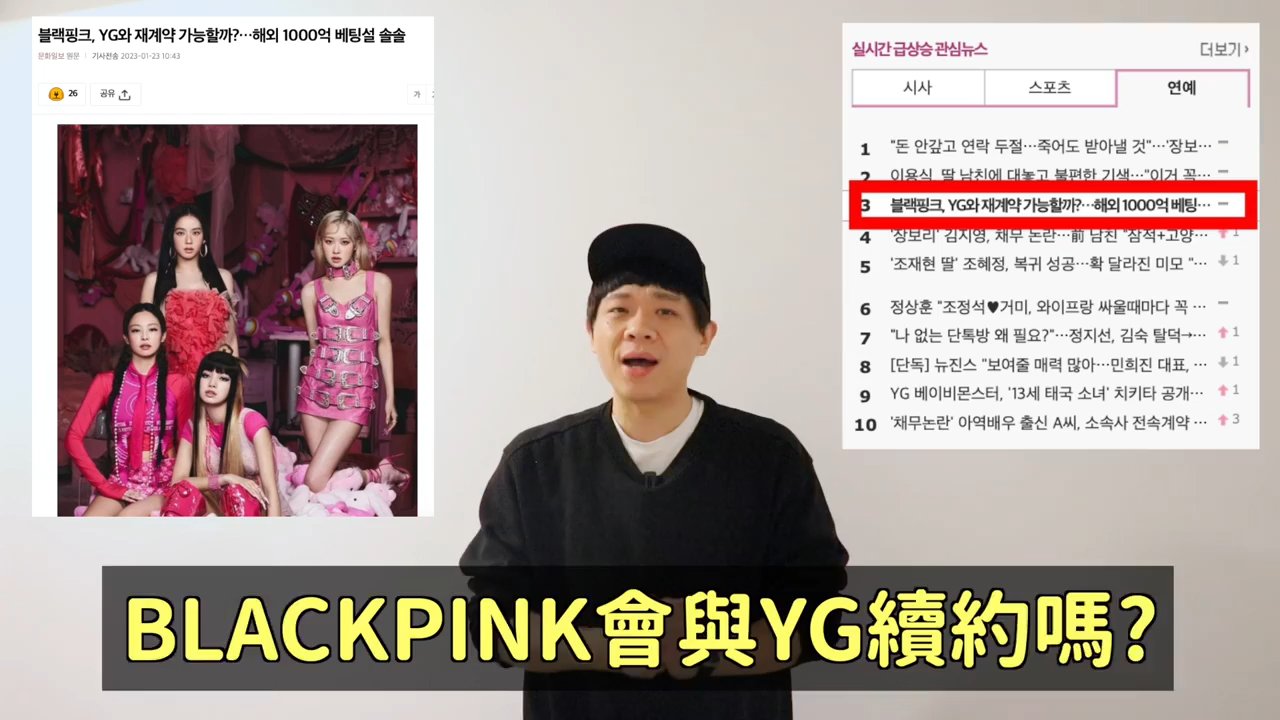 블랙핑크, YG와 재계약 가능할까?…해외 1000억 베팅설 솔솔
문화일보 원문 | 기사전송 2023-01-23 10:43
26 공유
가
실시간 급상승 관심뉴스 더보기 ›
시사 스포츠 연예
1 "돈 안갚고 연락 두절…죽어도 받아낼 것"…'장보…
2 이용식, 딸 남친에 대놓고 불편한 기색…"이거 꼭…
3 블랙핑크, YG와 재계약 가능할까?…해외 1000억 베팅…
4 '장보리' 김지영, 채무 논란…前 남친 "잠적+고양… 1
5 '조재현 딸' 조혜정, 복귀 성공…확 달라진 미모 "… 1
6 정상훈 "조정석♥거미, 와이프랑 싸울때마다 꼭 …
7 "나 없는 단톡방 왜 필요?"…정지선, 김숙 탈덕→… 1
8 [단독] 뉴진스 "보여줄 매력 많아…민희진 대표, … 1
9 YG 베이비몬스터, '13세 태국 소녀' 치키타 공개… 1
10 '채무논란' 아역배우 출신 A씨, 소속사 전속계약 … 3
BLACKPINK會與YG續約嗎?